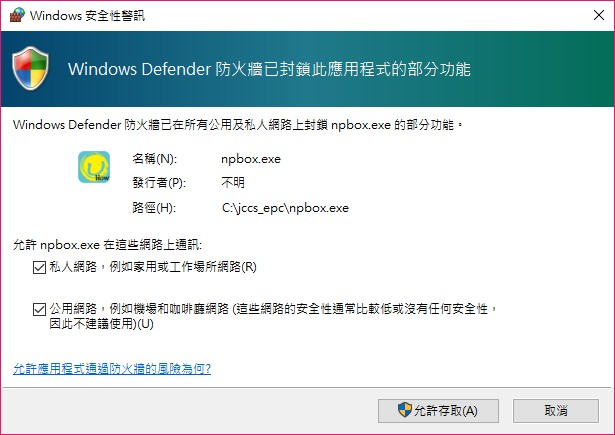 Windows 安全性警訊
Windows Defender 防火牆已封鎖此應用程式的部分功能
Windows Defender 防火牆已在所有公用及私人網路上封鎖 npbox.exe 的部分功能。
How
名稱(N): npbox.exe
發行者(P): 不明
路徑(H): C:\jccs_epc\npbox.exe
允許 npbox.exe 在這些網路上通訊:
私人網路，例如家用或工作場所網路(R)
公用網路，例如機場和咖啡廳網路 (這些網路的安全性通常比較低或沒有任何安全性，
因此不建議使用)(U)
允許應用程式通過防火牆的風險為何?
允許存取(A) 取消